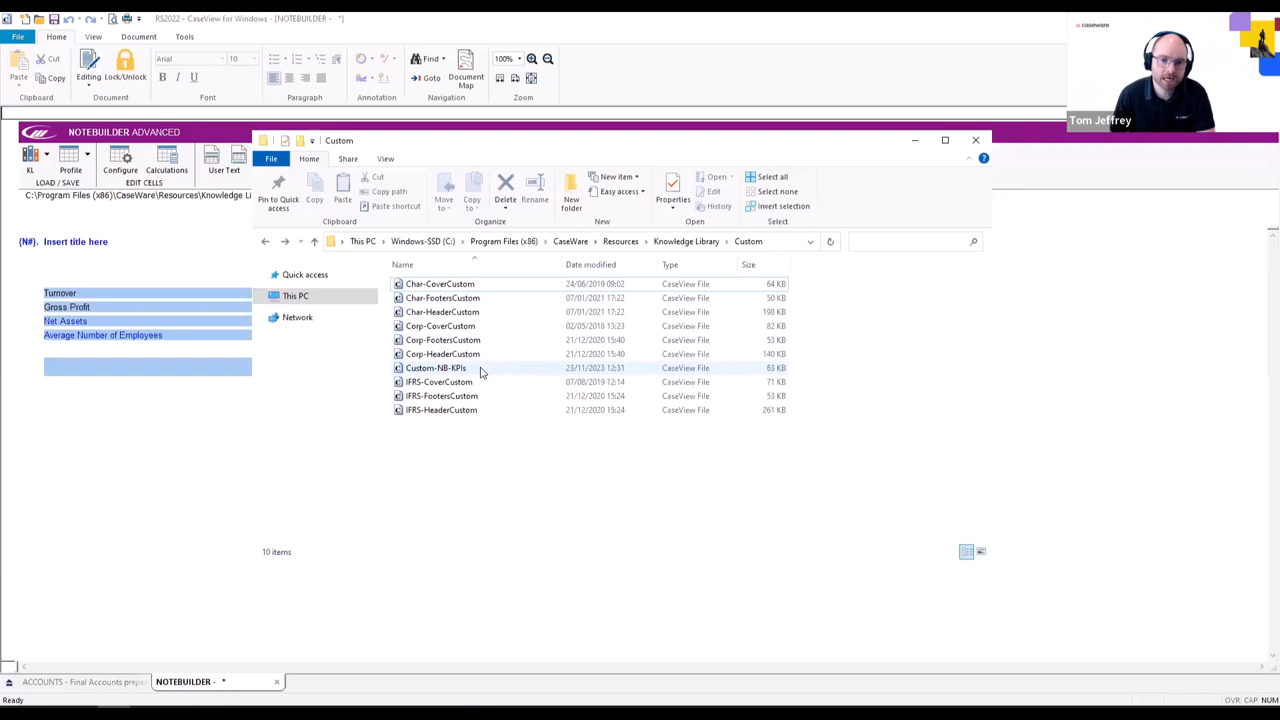 RS2022 - CaseView for Windows - [NOTEBUILDER - *]
File Home View Document Tools
Paste Cut Copy
Editing Lock/Unlock
Arial 10
B I U
Find Goto Document Map
100%
Clipboard Document Font Paragraph Annotation Navigation Zoom
caseware
Tom Jeffrey
NOTEBUILDER ADVANCED
KL Profile Configure Calculations User Text
LOAD / SAVE EDIT CELLS
C:\Program Files (x86)\CaseWare\Resources\Knowledge Li
{N#}. Insert title here
Turnover
Gross Profit
Net Assets
Average Number of Employees
Custom
File Home Share View
Pin to Quick access
Copy
Paste
Cut
Copy path
Paste shortcut
Move to
Copy to
Delete
Rename
New folder
New item
Easy access
Properties
Open
Edit
History
Select all
Select none
Invert selection
Clipboard Organize New Open Select
This PC Windows-SSD (C:) Program Files (x86) CaseWare Resources Knowledge Library Custom
Quick access
This PC
Network
Name Date modified Type Size
Char-CoverCustom 24/06/2019 09:02 CaseView File 64 KB
Char-FootersCustom 07/01/2021 17:22 CaseView File 50 KB
Char-HeaderCustom 07/01/2021 17:22 CaseView File 198 KB
Corp-CoverCustom 02/05/2018 13:23 CaseView File 82 KB
Corp-FootersCustom 21/12/2020 15:40 CaseView File 53 KB
Corp-HeaderCustom 21/12/2020 15:40 CaseView File 140 KB
Custom-NB-KPIs 23/11/2023 12:31 CaseView File 63 KB
IFRS-CoverCustom 07/08/2019 12:14 CaseView File 71 KB
IFRS-FootersCustom 21/12/2020 15:24 CaseView File 53 KB
IFRS-HeaderCustom 21/12/2020 15:24 CaseView File 261 KB
10 items
ACCOUNTS - Final Accounts prepa NOTEBUILDER - *
Ready OVR CAP NUM